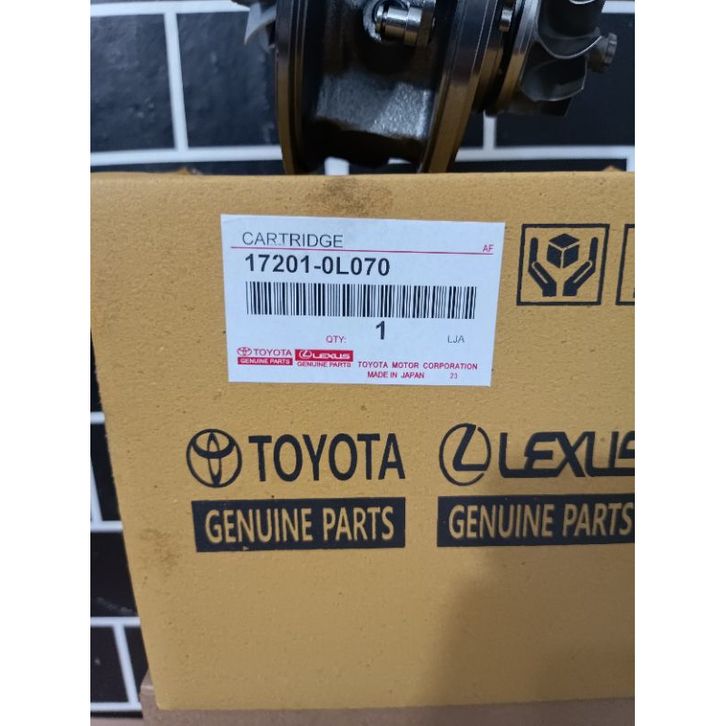 CARTRIDGE
AF
17201-0L070
QTY: 1 LJA
TOYOTA LEXUS
GENUINE PARTS GENUINE PARTS TOYOTA MOTOR CORPORATION
MADE IN JAPAN 23
TOYOTA LEXUS
GENUINE PARTS GENUINE PARTS